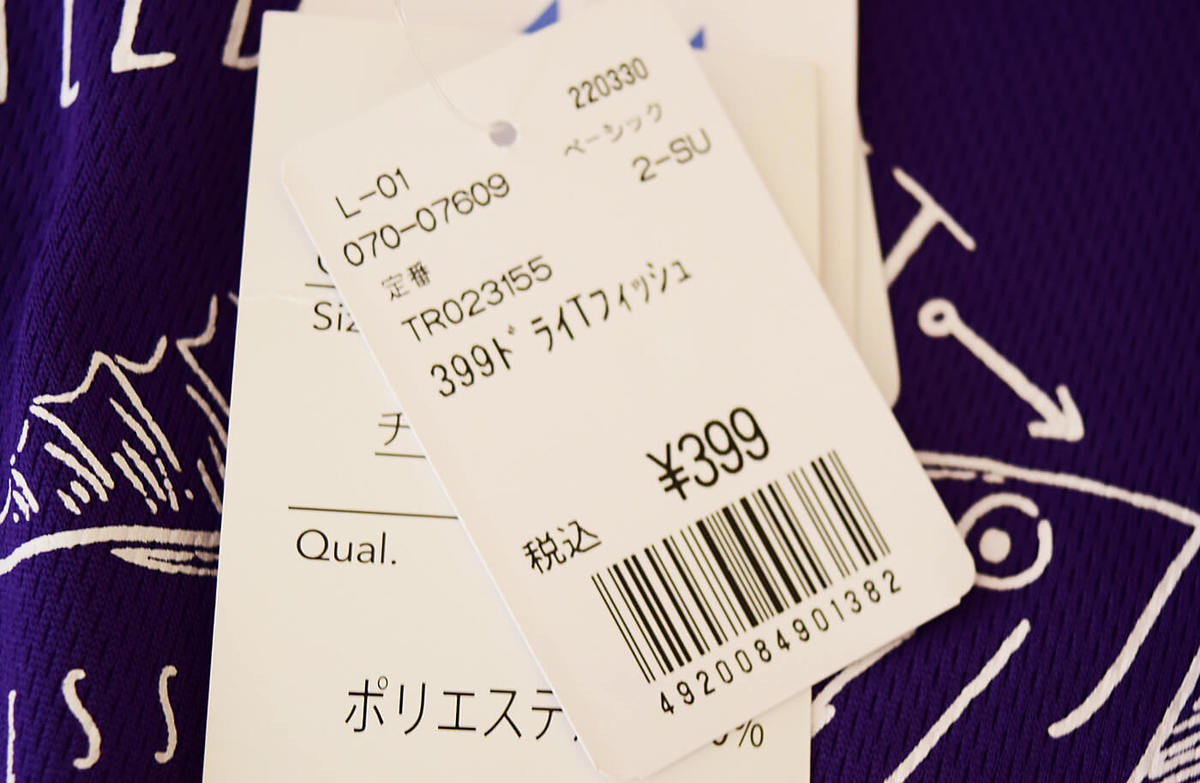 220330
ベーシック
2-SU
L-01
070-07609
定番
TR023155
399ドライTフィッシュ
¥399
税込
4920084901382
Qual.
ポリエステ
%